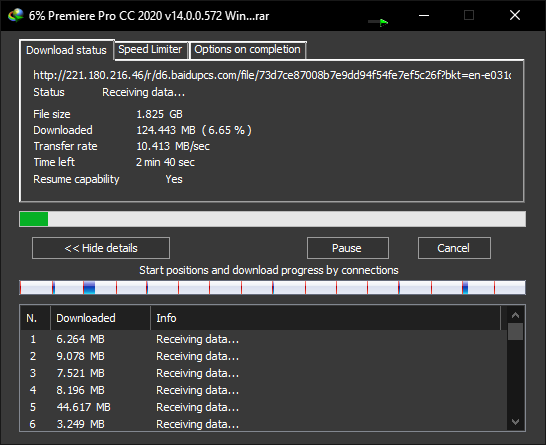 6% Premiere Pro CC 2020 v14.0.0.572 Win...rar
Download status Speed Limiter Options on completion
http://221.180.216.46/r/d6.baidupcs.com/file/73d7ce87008b7e9dd94f54fe7ef5c26f?bkt=en-e031c
Status Receiving data...
File size 1.825 GB
Downloaded 124.443 MB ( 6.65 % )
Transfer rate 10.413 MB/sec
Time left 2 min 40 sec
Resume capability Yes
<< Hide details Pause Cancel
Start positions and download progress by connections
N. Downloaded Info
1 6.264 MB Receiving data...
2 9.078 MB Receiving data...
3 7.521 MB Receiving data...
4 8.196 MB Receiving data...
5 44.617 MB Receiving data...
6 3.249 MB Receiving data...